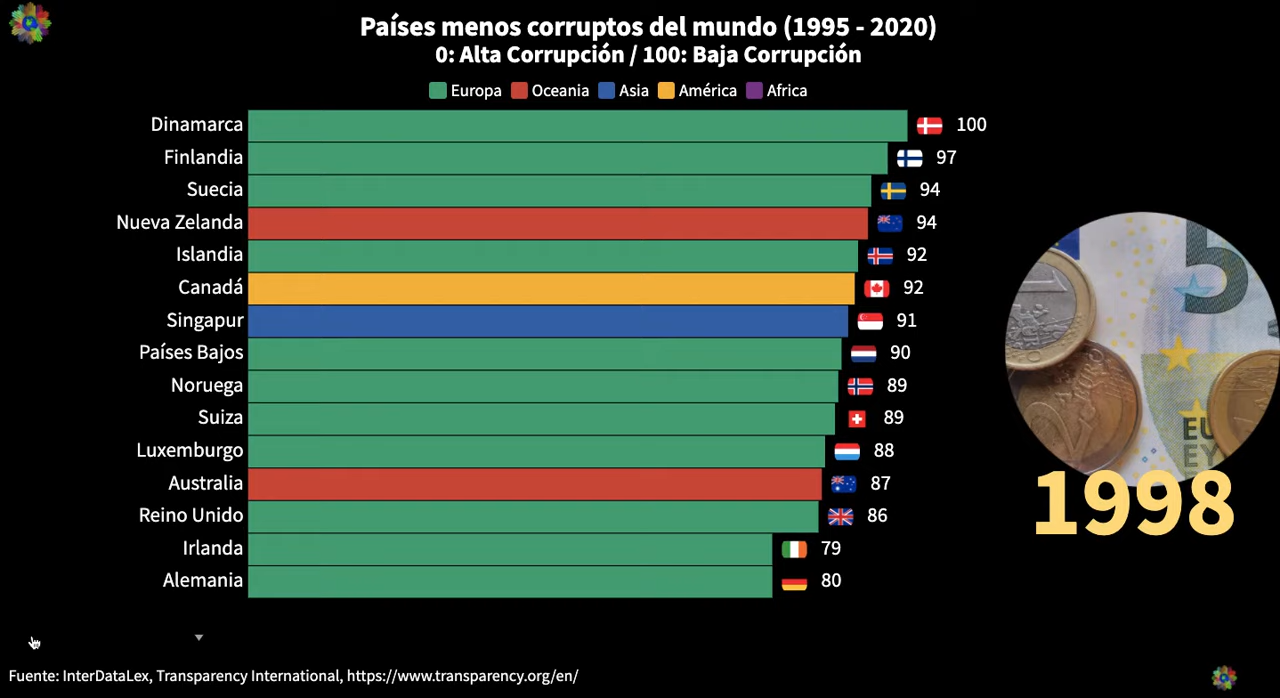 Países menos corruptos del mundo (1995 - 2020)
0: Alta Corrupción / 100: Baja Corrupción
Europa Oceania Asia América Africa
Dinamarca 100
Finlandia 97
Suecia 94
Nueva Zelanda 94
Islandia 92
Canadá 92
Singapur 91
Países Bajos 90
Noruega 89
Suiza 89
Luxemburgo 88
Australia 87
Reino Unido 86
Irlanda 79
Alemania 80
5
EU
EY
1998
Fuente: InterDataLex, Transparency International, https://www.transparency.org/en/